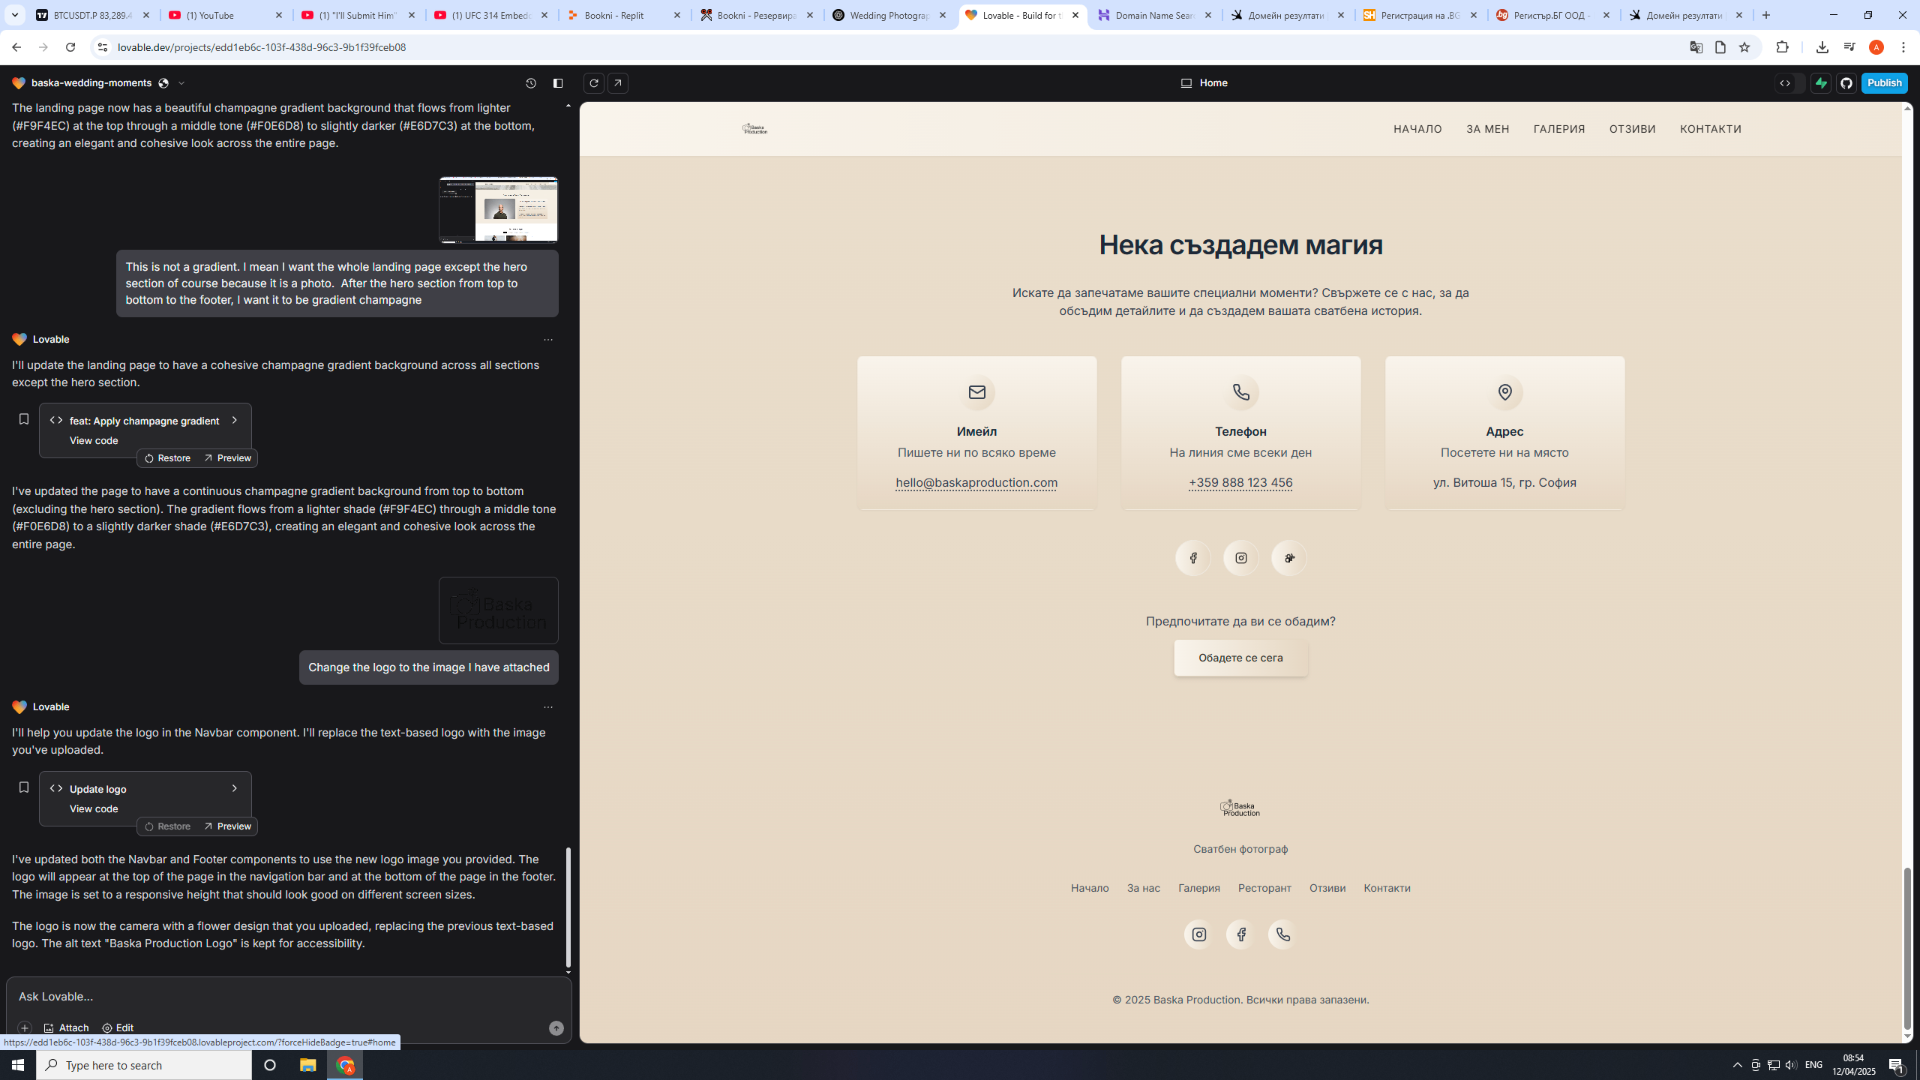 BTCUSDT.P 83,289.4
(1) YouTube
(1) "I'll Submit Him"
(1) UFC 314 Embed
Bookni - Replit
Bookni - Резервира
Wedding Photograp
Lovable - Build for t
Domain Name Sear
Домейн резултати
Регистрация на .BG
Регистър.БГ ООД -
Домейн резултати
lovable.dev/projects/edd1eb6c-103f-438d-96c3-9b1f39fceb08
A
baska-wedding-moments
Home
Publish
The landing page now has a beautiful champagne gradient background that flows from lighter
(#F9F4EC) at the top through a middle tone (#F0E6D8) to slightly darker (#E6D7C3) at the bottom,
creating an elegant and cohesive look across the entire page.
This is not a gradient. I mean I want the whole landing page except the hero
section of course because it is a photo.  After the hero section from top to
bottom to the footer, I want it to be gradient champagne
Lovable
I'll update the landing page to have a cohesive champagne gradient background across all sections
except the hero section.
feat: Apply champagne gradient
View code
Restore
Preview
I've updated the page to have a continuous champagne gradient background from top to bottom
(excluding the hero section). The gradient flows from a lighter shade (#F9F4EC) through a middle tone
(#F0E6D8) to a slightly darker shade (#E6D7C3), creating an elegant and cohesive look across the
entire page.
Baska
Production
Change the logo to the image I have attached
Lovable
I'll help you update the logo in the Navbar component. I'll replace the text-based logo with the image
you've uploaded.
Update logo
View code
Restore
Preview
I've updated both the Navbar and Footer components to use the new logo image you provided. The
logo will appear at the top of the page in the navigation bar and at the bottom of the page in the footer.
The image is set to a responsive height that should look good on different screen sizes.
The logo is now the camera with a flower design that you uploaded, replacing the previous text-based
logo. The alt text "Baska Production Logo" is kept for accessibility.
Ask Lovable...
Attach
Edit
https://edd1eb6c-103f-438d-96c3-9b1f39fceb08.lovableproject.com/?forceHideBadge=true#home
Baska
Production
НАЧАЛО
ЗА МЕН
ГАЛЕРИЯ
ОТЗИВИ
КОНТАКТИ
Нека създадем магия
Искате да запечатаме вашите специални моменти? Свържете се с нас, за да
обсъдим детайлите и да създадем вашата сватбена история.
Имейл
Пишете ни по всяко време
hello@baskaproduction.com
Телефон
На линия сме всеки ден
+359 888 123 456
Адрес
Посетете ни на място
ул. Витоша 15, гр. София
Предпочитате да ви се обадим?
Обадете се сега
Baska
Production
Сватбен фотограф
Начало
За нас
Галерия
Ресторант
Отзиви
Контакти
© 2025 Baska Production. Всички права запазени.
Type here to search
ENG
08:54
12/04/2025
1